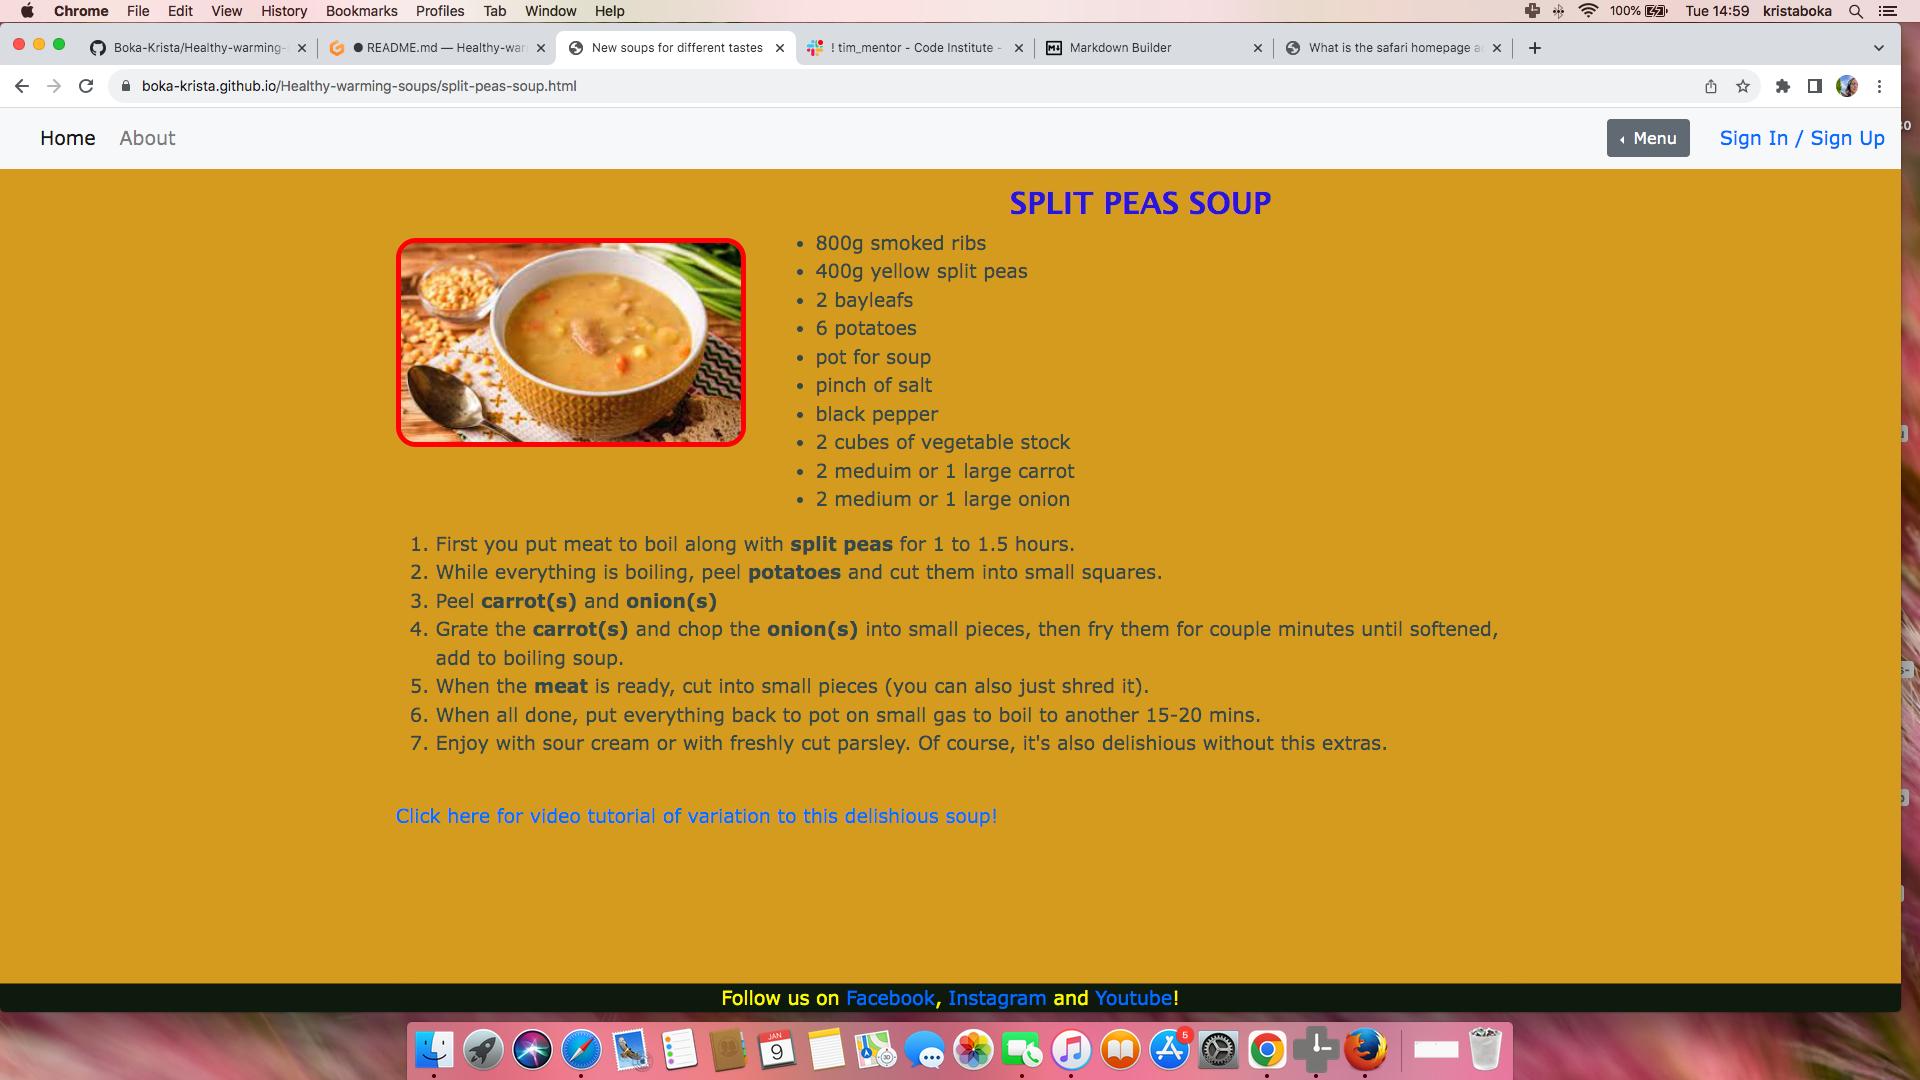 Chrome File Edit View History Bookmarks Profiles Tab Window Help 100% Tue 14:59 kristaboka
Boka-Krista/Healthy-warming- README.md — Healthy-war New soups for different tastes ! tim_mentor - Code Institute - Markdown Builder What is the safari homepage a
boka-krista.github.io/Healthy-warming-soups/split-peas-soup.html
Home About Menu Sign In / Sign Up
SPLIT PEAS SOUP
• 800g smoked ribs
• 400g yellow split peas
• 2 bayleafs
• 6 potatoes
• pot for soup
• pinch of salt
• black pepper
• 2 cubes of vegetable stock
• 2 meduim or 1 large carrot
• 2 medium or 1 large onion
1. First you put meat to boil along with split peas for 1 to 1.5 hours.
2. While everything is boiling, peel potatoes and cut them into small squares.
3. Peel carrot(s) and onion(s)
4. Grate the carrot(s) and chop the onion(s) into small pieces, then fry them for couple minutes until softened,
add to boiling soup.
5. When the meat is ready, cut into small pieces (you can also just shred it).
6. When all done, put everything back to pot on small gas to boil to another 15-20 mins.
7. Enjoy with sour cream or with freshly cut parsley. Of course, it's also delishious without this extras.
Click here for video tutorial of variation to this delishious soup!
Follow us on Facebook, Instagram and Youtube!
JAN
9
3D
5